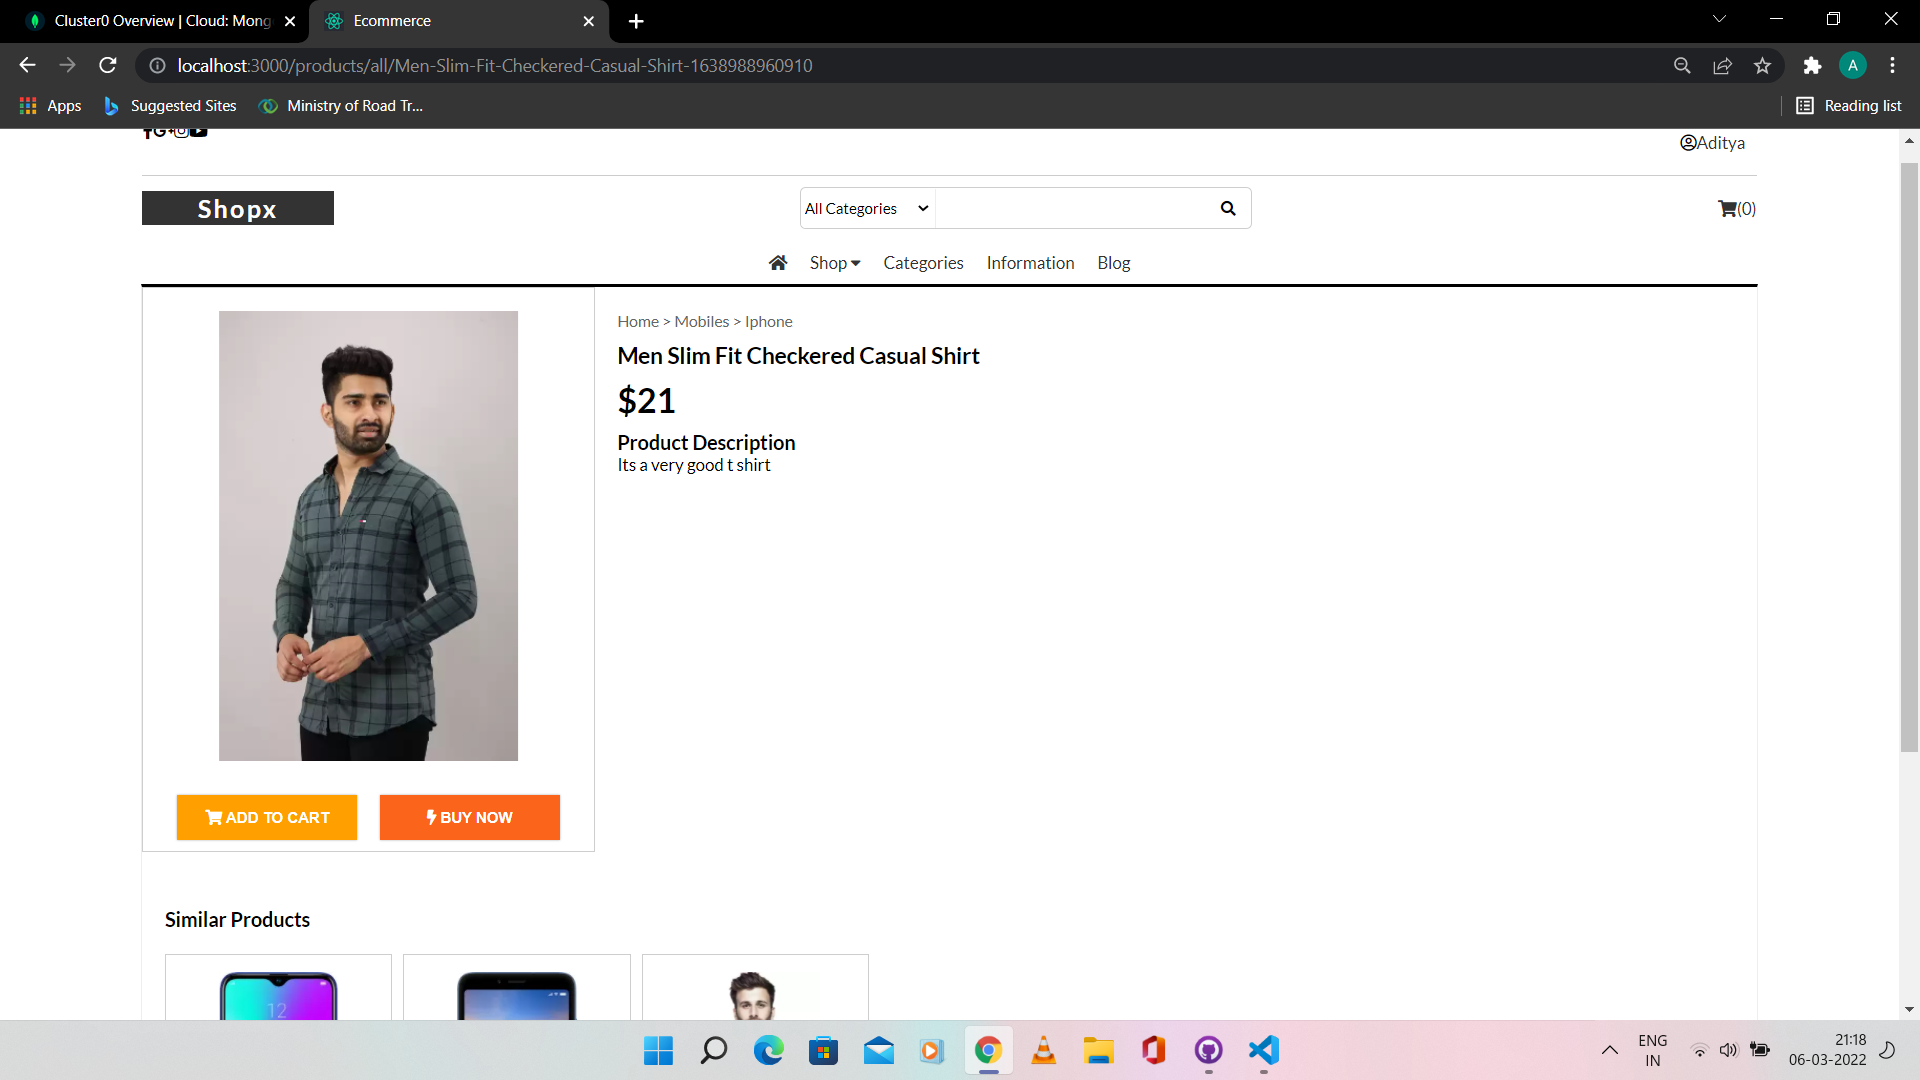 Cluster0 Overview | Cloud: Mong
Ecommerce
localhost:3000/products/all/Men-Slim-Fit-Checkered-Casual-Shirt-1638988960910
A
Apps
Suggested Sites
Ministry of Road Tr...
Reading list
Aditya
Shopx
All Categories
(0)
Shop
Categories
Information
Blog
Home > Mobiles > Iphone
Men Slim Fit Checkered Casual Shirt
$21
Product Description
Its a very good t shirt
ADD TO CART
BUY NOW
Similar Products
12
ENG
IN
21:18
06-03-2022